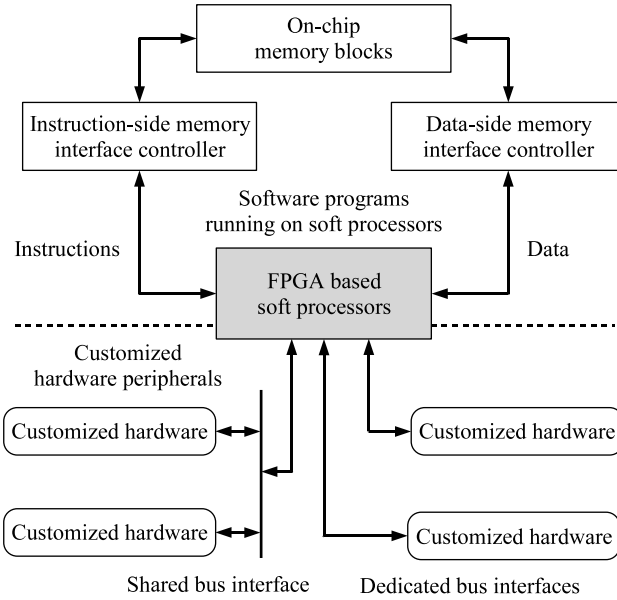 On-chip
memory blocks
Instruction-side memory
interface controller
Data-side memory
interface controller
Software programs
running on soft processors
Instructions
Data
FPGA based
soft processors
Customized
hardware peripherals
Customized hardware
Customized hardware
Customized hardware
Customized hardware
Shared bus interface
Dedicated bus interfaces